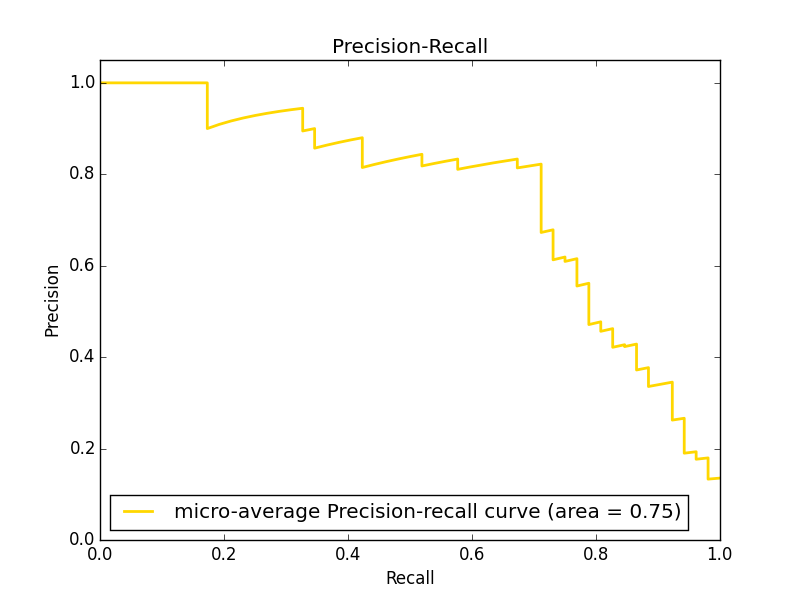 Precision-Recall
1.0
0.8
0.6
0.4
0.2
0.0
Precision
micro-average Precision-recall curve (area = 0.75)
0.0 0.2 0.4 0.6 0.8 1.0
Recall